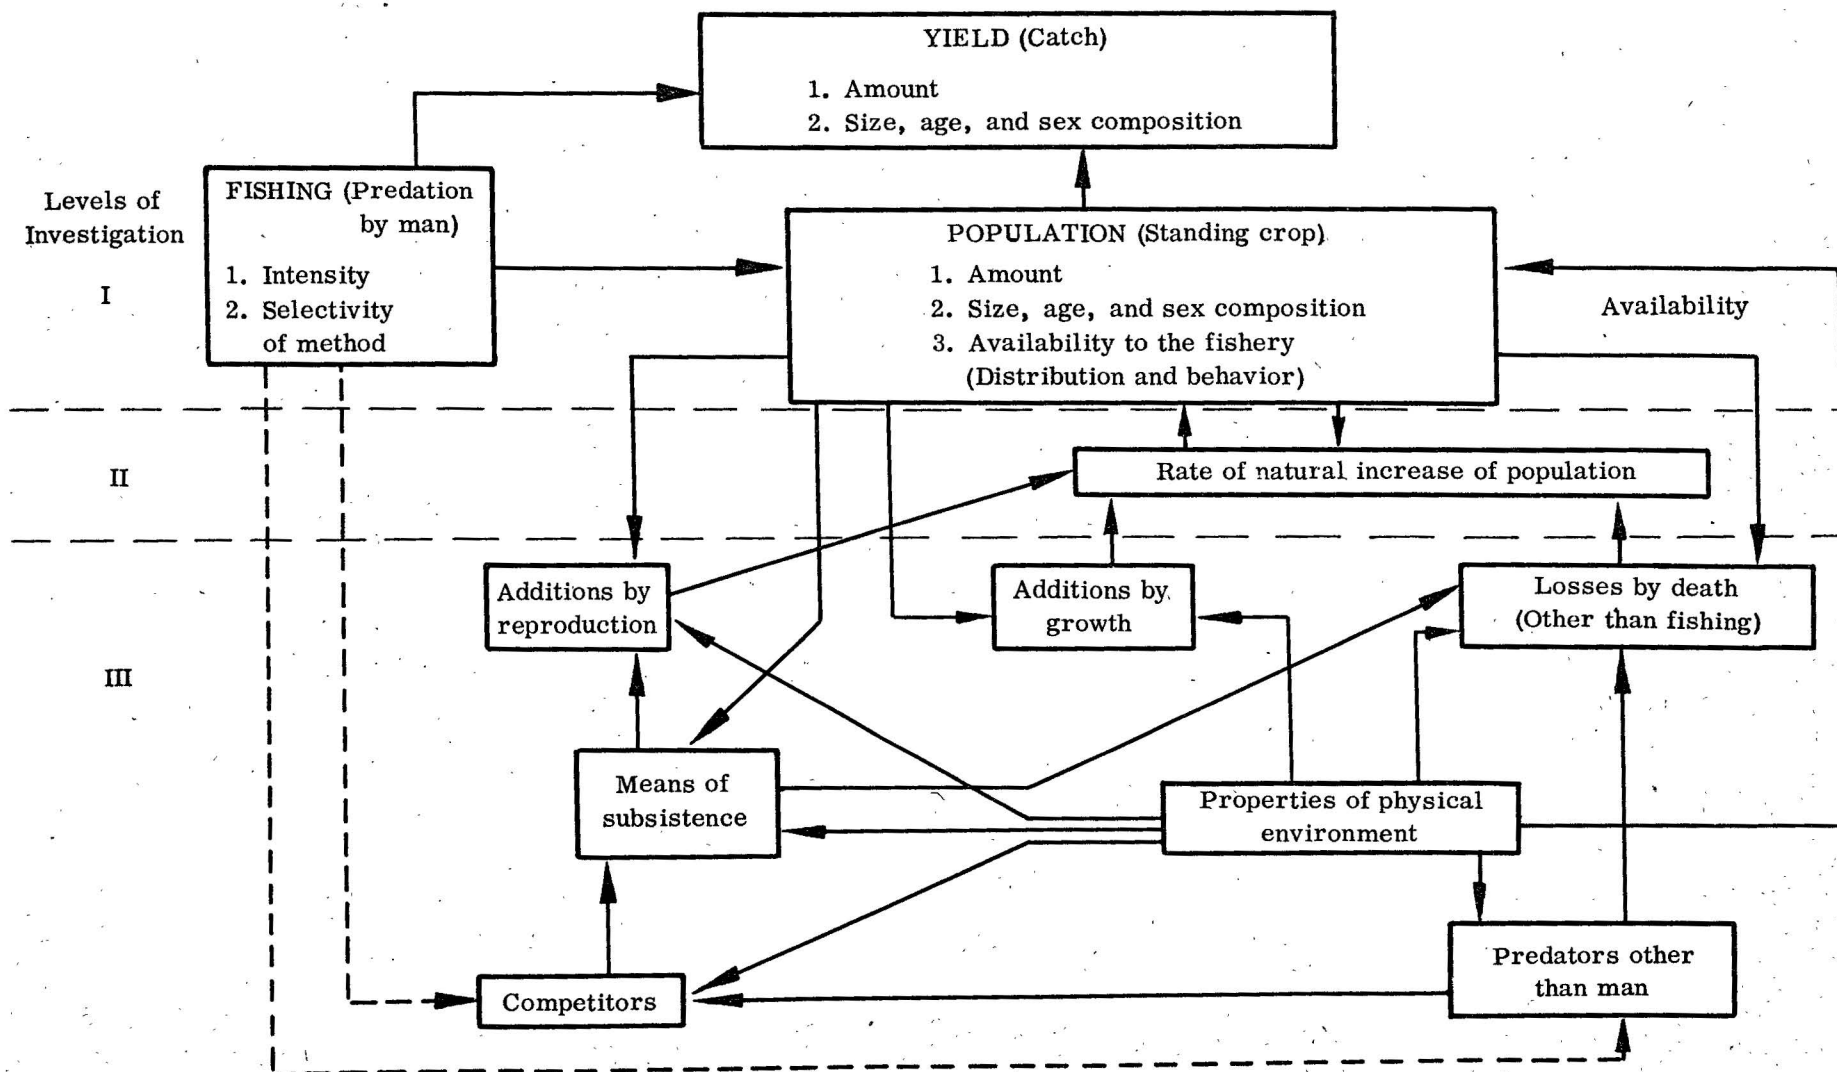 YIELD (Catch)
1. Amount
2. Size, age, and sex composition
Levels of
Investigation
I
FISHING (Predation
by man)
1. Intensity
2. Selectivity
of method
POPULATION (Standing crop)
1. Amount
2. Size, age, and sex composition
3. Availability to the fishery
(Distribution and behavior)
Availability
II
Rate of natural increase of population
III
Additions by
reproduction
Additions by
growth
Losses by death
(Other than fishing)
Means of
subsistence
Properties of physical
environment
Competitors
Predators other
than man